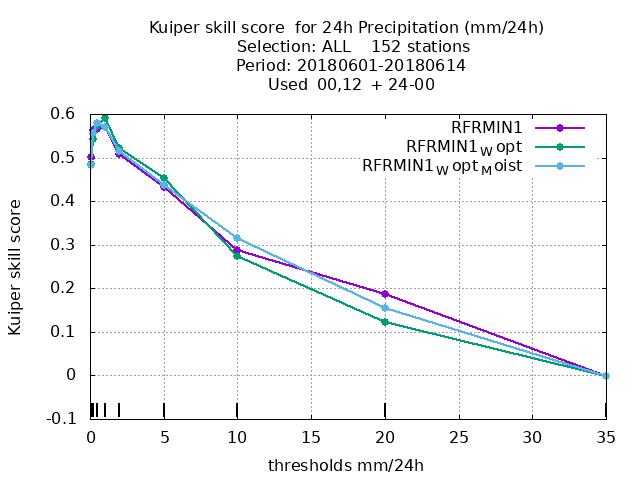 Kuiper skill score  for 24h Precipitation (mm/24h)
Selection: ALL    152 stations
Period: 20180601-20180614
Used  00,12  + 24-00
RFRMIN1
RFRMIN1W opt
RFRMIN1W opt M oist
0.6
0.5
0.4
0.3
0.2
0.1
0
-0.1
Kuiper skill score
0 5 10 15 20 25 30 35
thresholds mm/24h